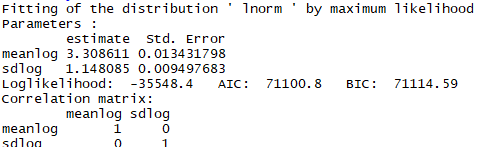 Fitting of the distribution ' lnorm ' by maximum likelihood
Parameters :
estimate Std. Error
meanlog 3.308611 0.013431798
sdlog 1.148085 0.009497683
Loglikelihood: -35548.4 AIC: 71100.8 BIC: 71114.59
Correlation matrix:
meanlog sdlog
meanlog 1 0
sdlog 0 1